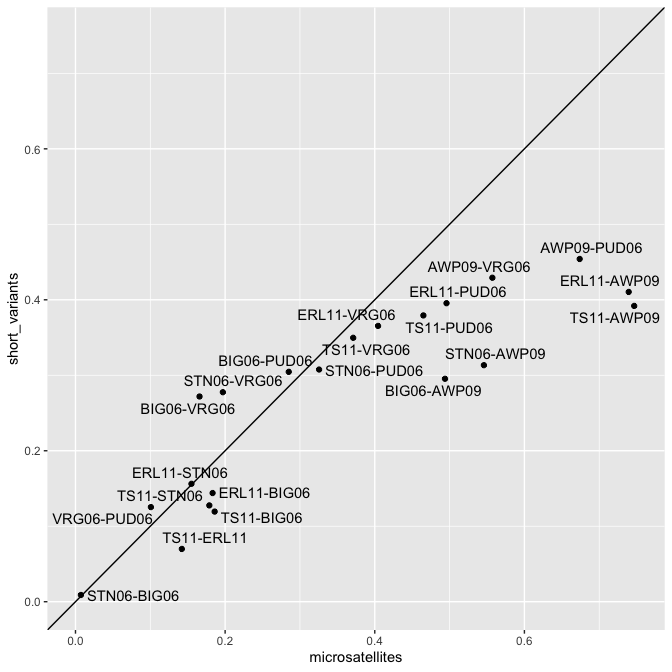 short_variants
0.6
0.4
0.2
0.0
AWP09-PUD06
AWP09-VRG06
ERL11-AWP09
ERL11-PUD06
ERL11-VRG06
TS11-AWP09
TS11-PUD06
TS11-VRG06
STN06-AWP09
BIG06-PUD06
STN06-PUD06
STN06-VRG06
BIG06-AWP09
BIG06-VRG06
ERL11-STN06
TS11-STN06
ERL11-BIG06
VRG06-PUD06
TS11-BIG06
TS11-ERL11
STN06-BIG06
0.0 0.2 0.4 0.6
microsatellites